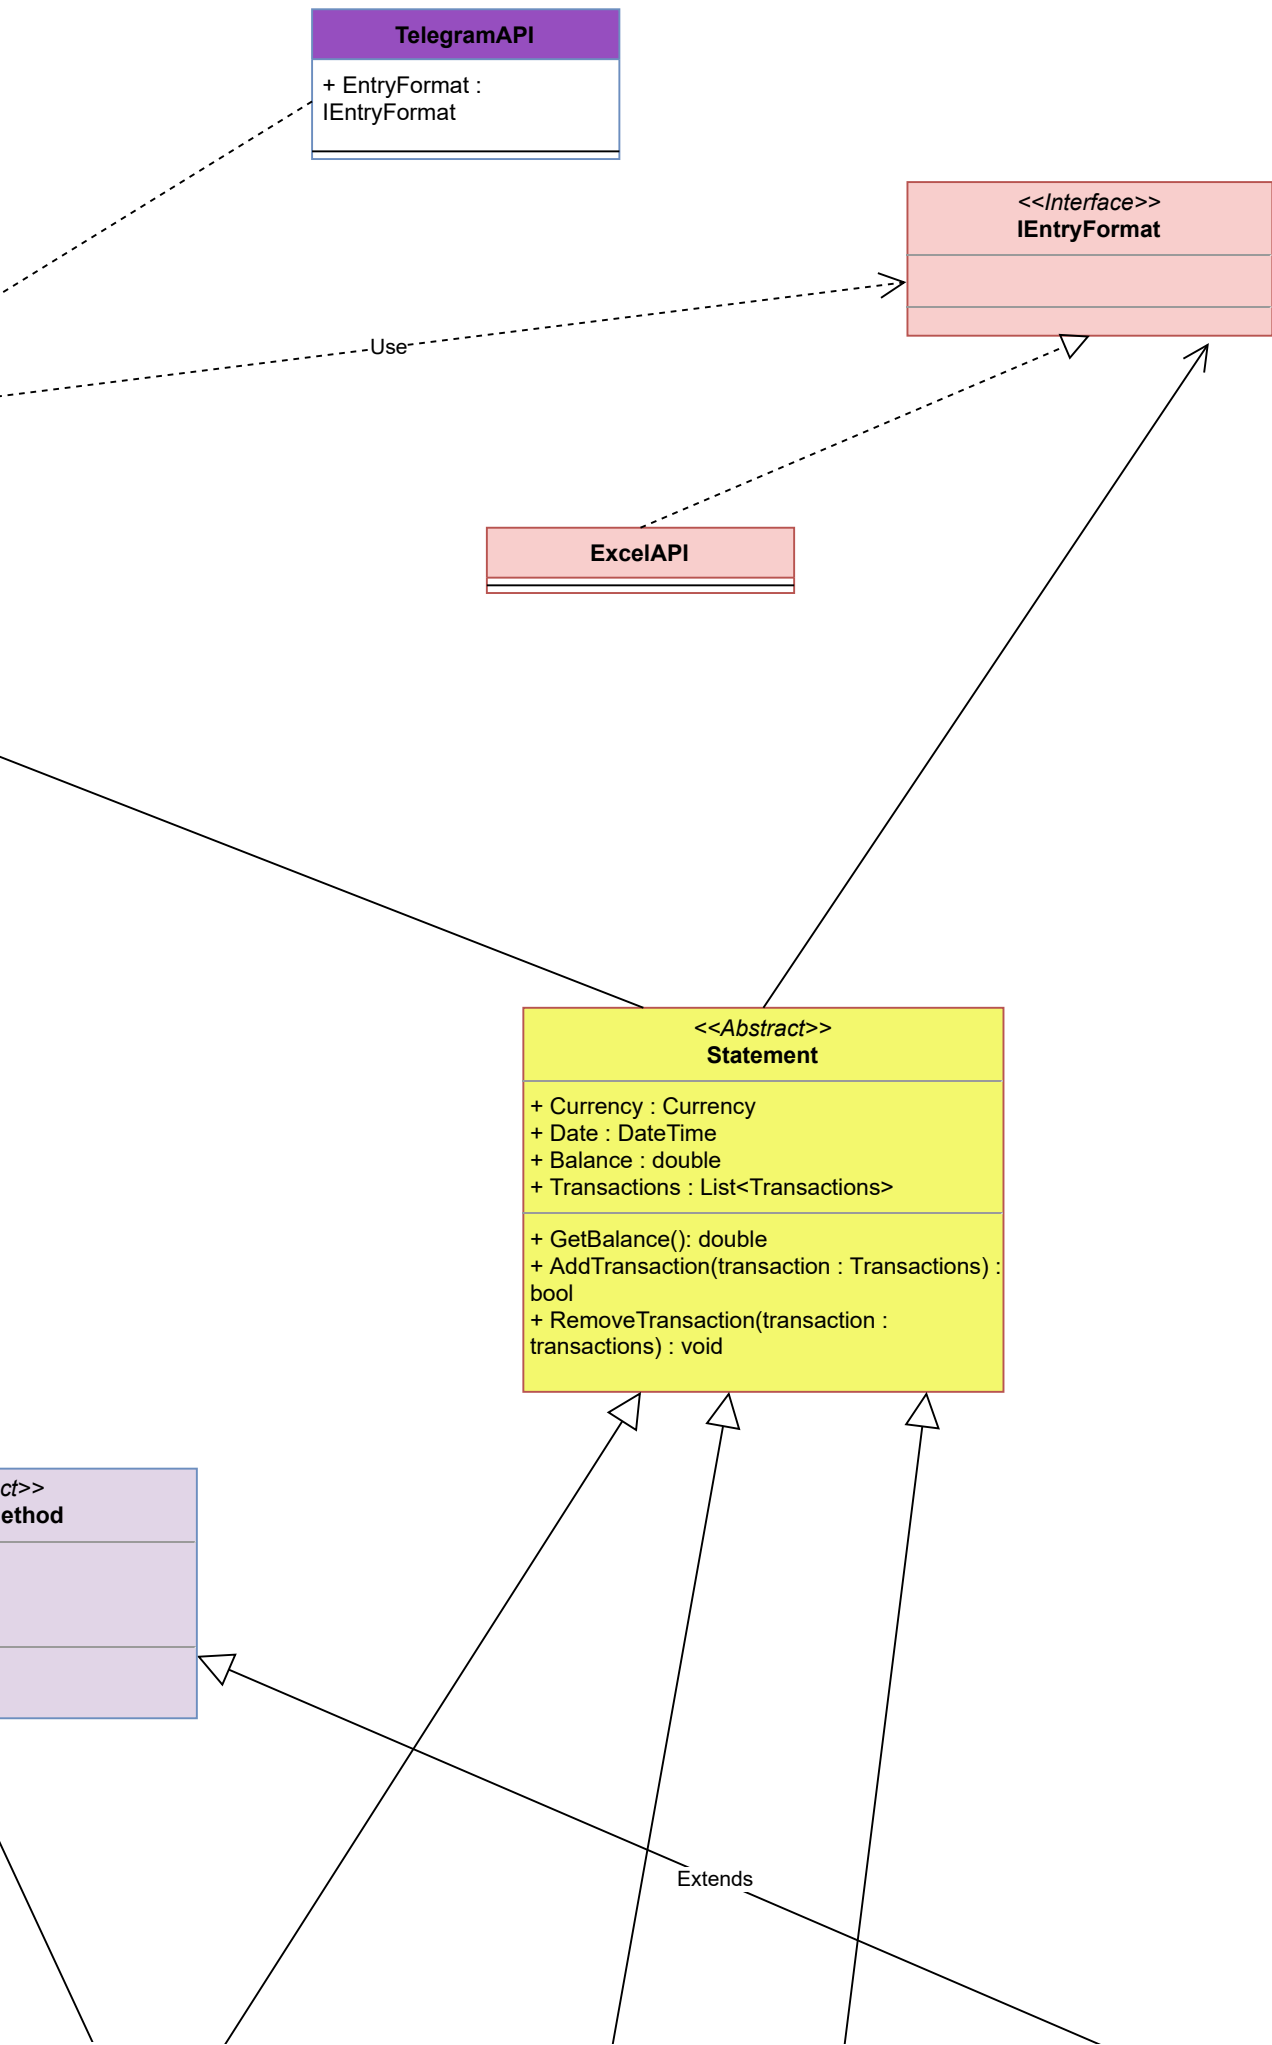 TelegramAPI
+ EntryFormat :
IEntryFormat
<<Interface>>
IEntryFormat
Use
ExcelAPI
<<Abstract>>
Statement
+ Currency : Currency
+ Date : DateTime
+ Balance : double
+ Transactions : List<Transactions>
+ GetBalance(): double
+ AddTransaction(transaction : Transactions) :
bool
+ RemoveTransaction(transaction :
transactions) : void
ct>>
ethod
Extends